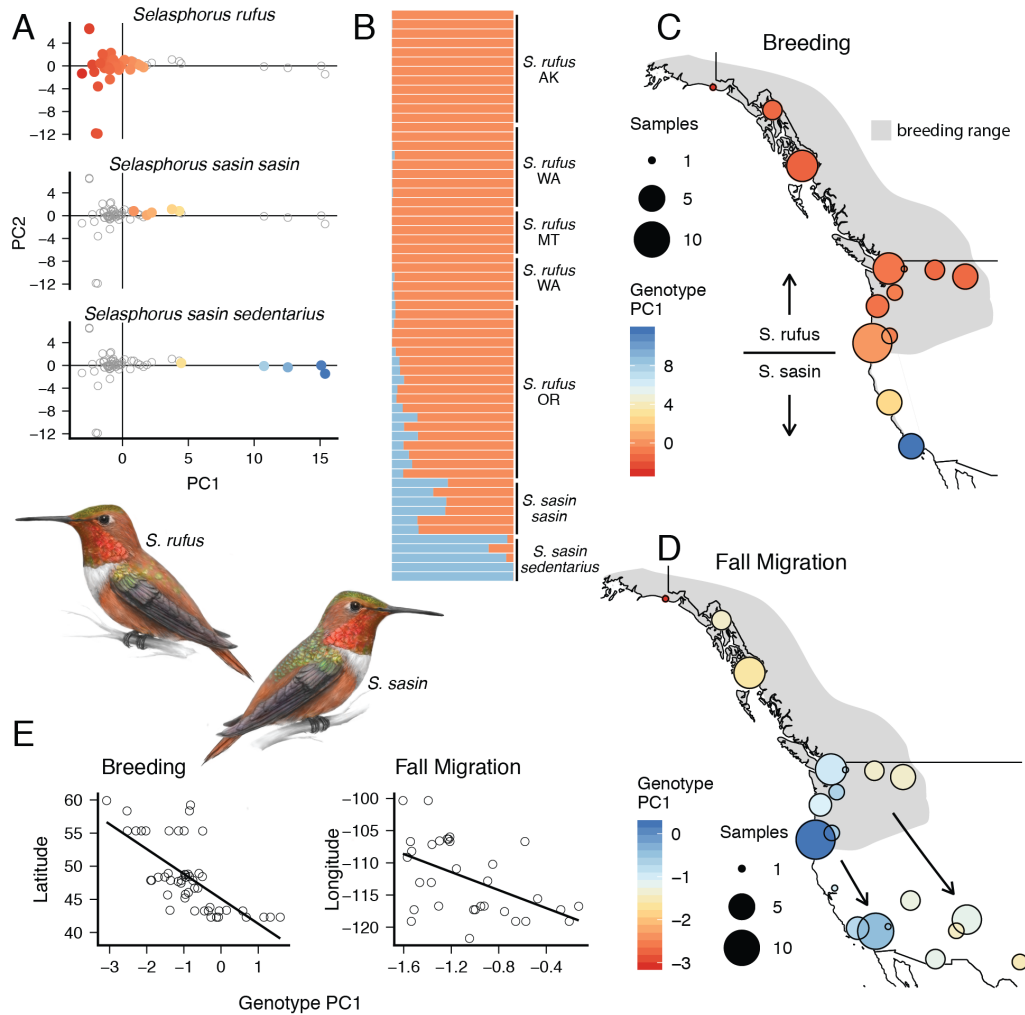 A
Selasphorus rufus
4
0
−4
−8
−12
Selasphorus sasin sasin
PC2
4
0
−4
−8
−12
Selasphorus sasin sedentarius
4
0
−4
−8
−12
0
5
10
15
PC1
B
S. rufus
AK
S. rufus
WA
S. rufus
MT
S. rufus
WA
S. rufus
OR
S. sasin
sasin
S. sasin
sedentarius
C
Breeding
Samples
1
5
10
breeding range
Genotype
PC1
8
4
0
S. rufus
S. sasin
S. rufus
S. sasin
D
Fall Migration
Genotype
PC1
0
−1
−2
−3
Samples
1
5
10
E
Breeding
Latitude
60
55
50
45
40
−3
−2
−1
0
1
Fall Migration
Longitude
−100
−105
−110
−115
−120
−1.6
−1.2
−0.8
−0.4
Genotype PC1